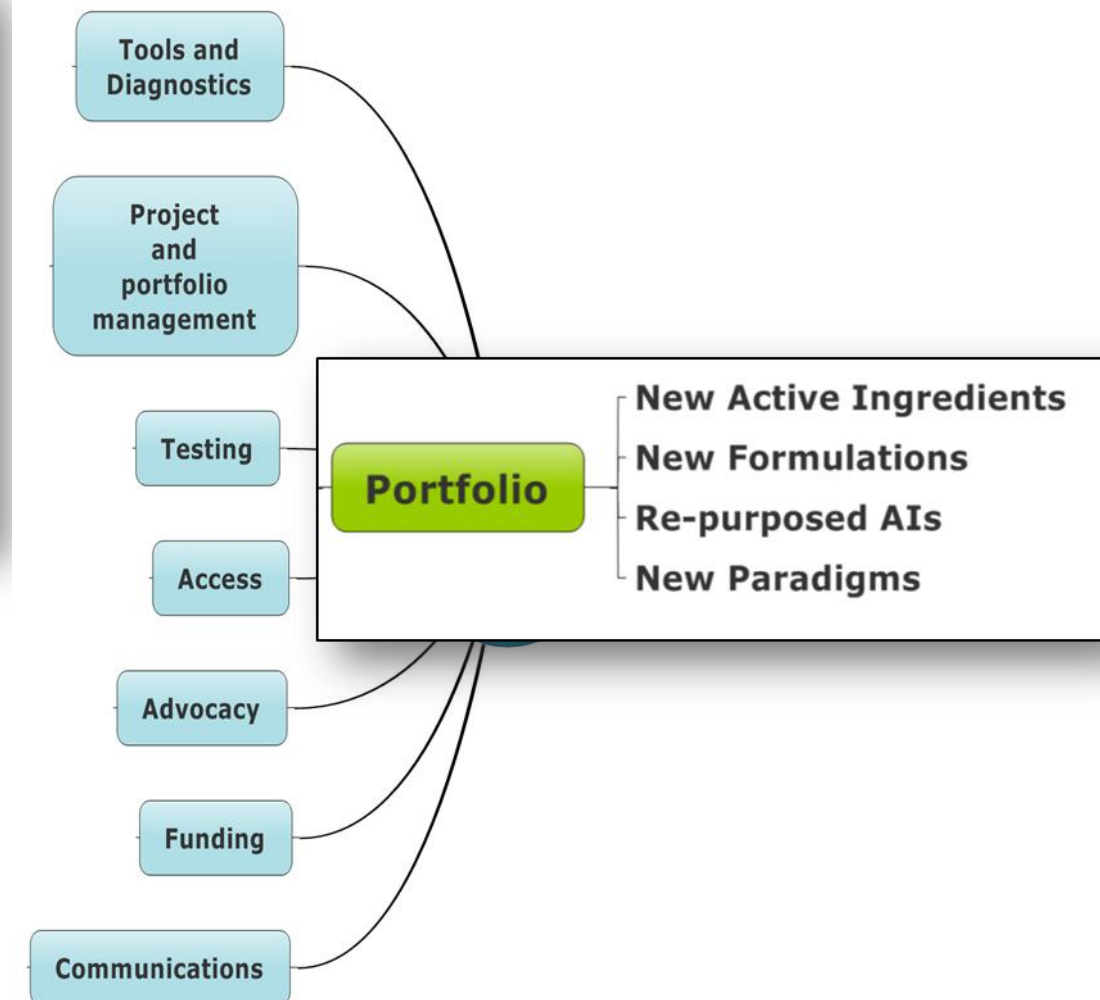 Tools and
Diagnostics
Project
and
portfolio
management
Testing
Access
Advocacy
Funding
Communications
Portfolio
New Active Ingredients
New Formulations
Re-purposed AIs
New Paradigms